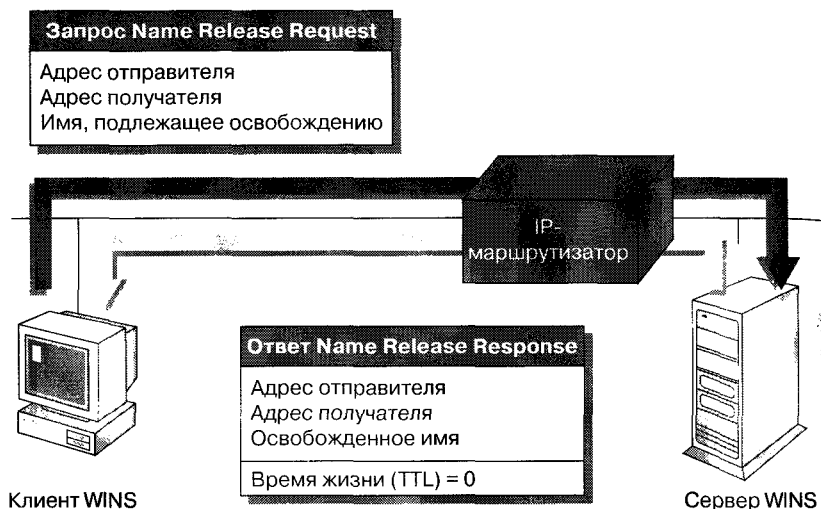 Запрос Name Release Request
Адрес отправителя
Адрес получателя
Имя, подлежащее освобождению
IP-
маршрутизатор
Ответ Name Release Response
Адрес отправителя
Адрес получателя
Освобожденное имя
Время жизни (TTL) = 0
Клиент WINS
Сервер WINS